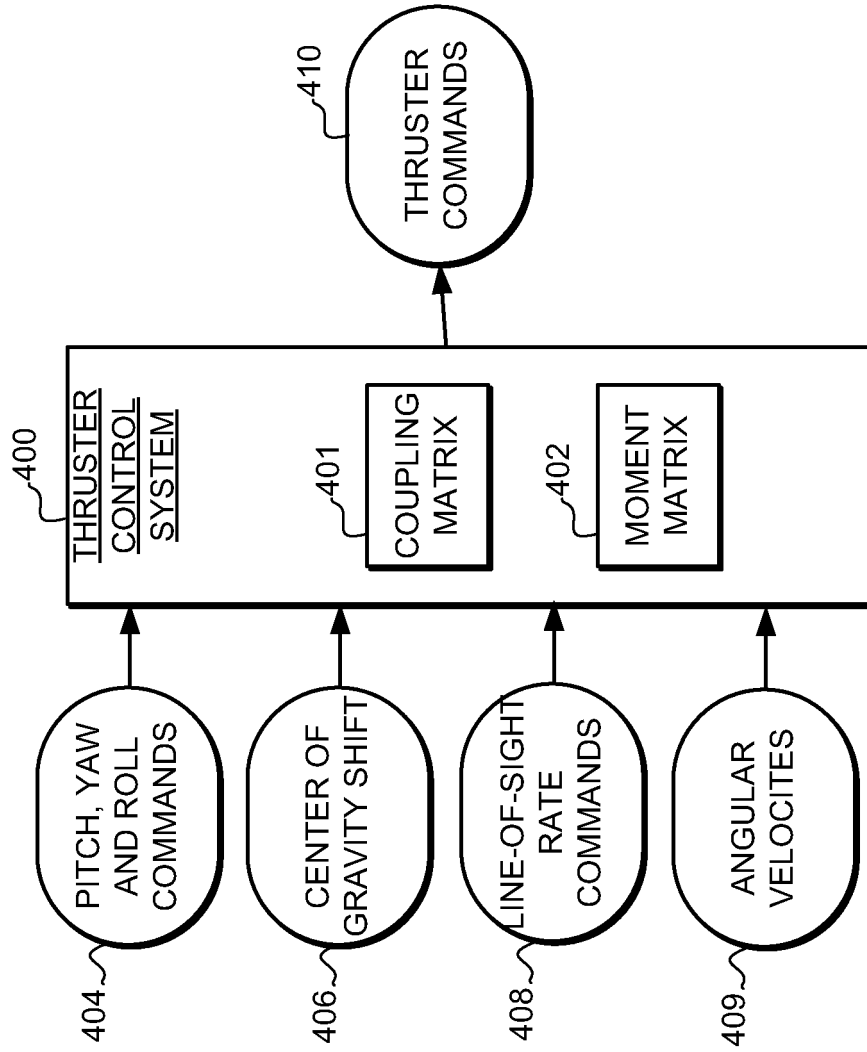 404
PITCH, YAW
AND ROLL
COMMANDS
406
CENTER OF
GRAVITY SHIFT
408
LINE-OF-SIGHT
RATE
COMMANDS
409
ANGULAR
VELOCITES
400
THRUSTER
CONTROL
SYSTEM
401
COUPLING
MATRIX
402
MOMENT
MATRIX
410
THRUSTER
COMMANDS